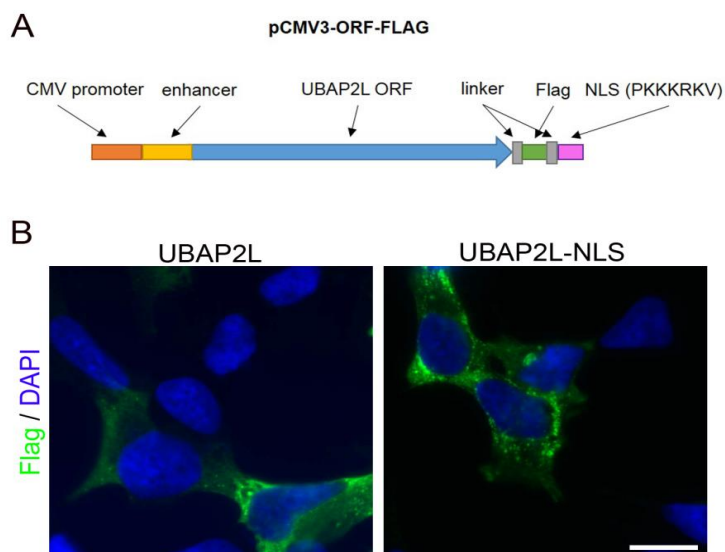 A
pCMV3-ORF-FLAG
CMV promoter enhancer UBAP2L ORF linker Flag NLS (PKKKRKV)
B
UBAP2L UBAP2L-NLS
Flag / DAPI